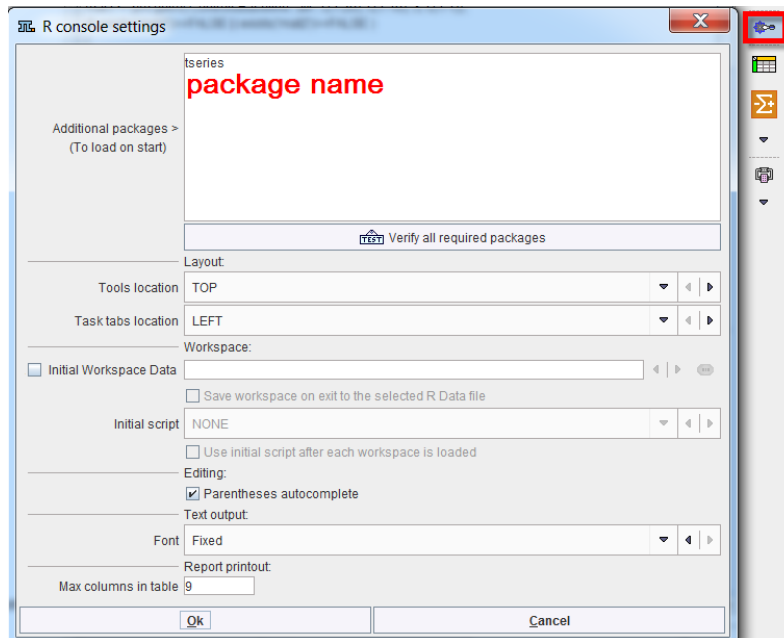 R console settings
X
tseries
package name
Additional packages >
(To load on start)
TEST Verify all required packages
Layout:
Tools location TOP
Task tabs location LEFT
Workspace:
Initial Workspace Data
Save workspace on exit to the selected R Data file
Initial script NONE
Use initial script after each workspace is loaded
Editing:
Parentheses autocomplete
Text output:
Font Fixed
Report printout:
Max columns in table 9
Ok Cancel